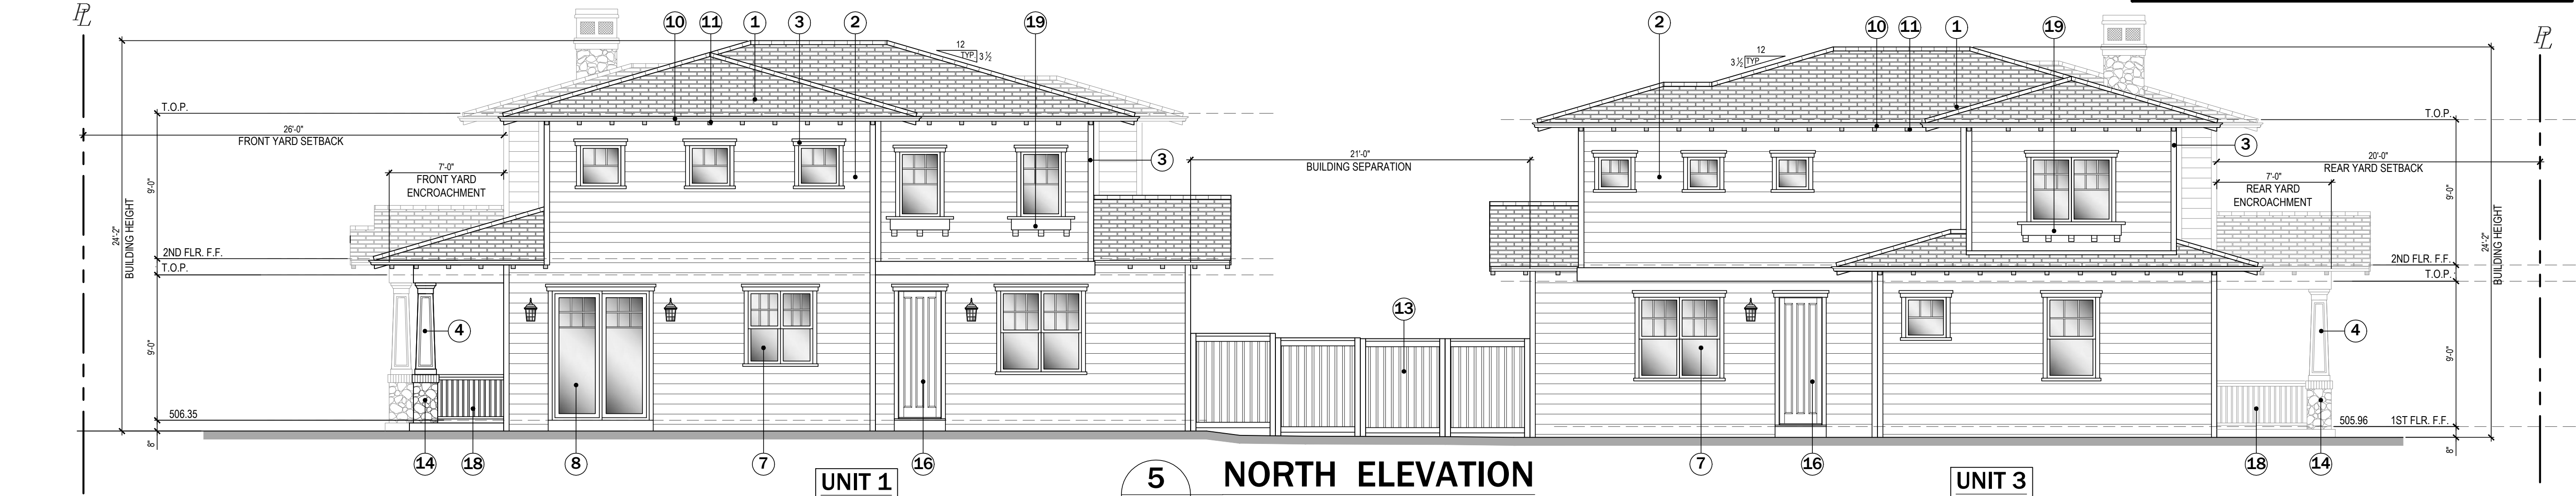 PL
10 11 1 3 2 19
2 10 11 1 19
PL
12
TYP 3 ½
12
3 ½ TYP
T.O.P.
T.O.P.
26'-0"
FRONT YARD SETBACK
3
21'-0"
BUILDING SEPARATION
3
20'-0"
REAR YARD SETBACK
7'-0"
FRONT YARD
ENCROACHMENT
7'-0"
REAR YARD
ENCROACHMENT
9'-0"
9'-0"
24'-2"
BUILDING HEIGHT
24'-2"
BUILDING HEIGHT
2ND FLR. F.F.
T.O.P.
2ND FLR. F.F.
T.O.P.
4
13
4
9'-0"
9'-0"
506.35
505.96 1ST FLR. F.F.
8"
8"
14 18 8 7 16
7 16 18 14
UNIT 1
5 NORTH ELEVATION
UNIT 3